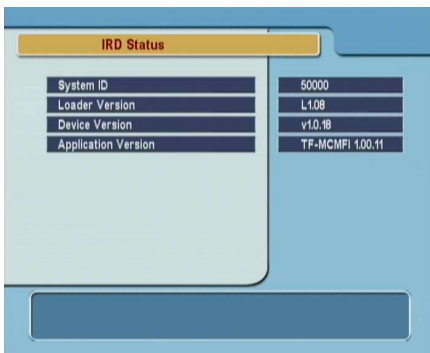 IRD Status
System ID 50000
Loader Version L1.08
Device Version v1.0.18
Application Version TF-MCMFI 1.00.11